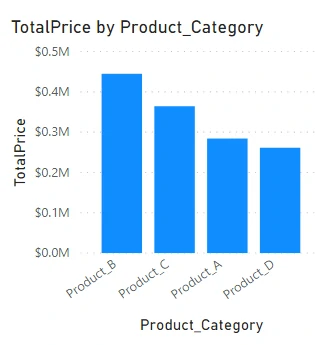 TotalPrice by Product_Category
$0.5M
$0.4M
$0.3M
$0.2M
$0.1M
$0.0M
TotalPrice
Product_B
Product_C
Product_A
Product_D
Product_Category